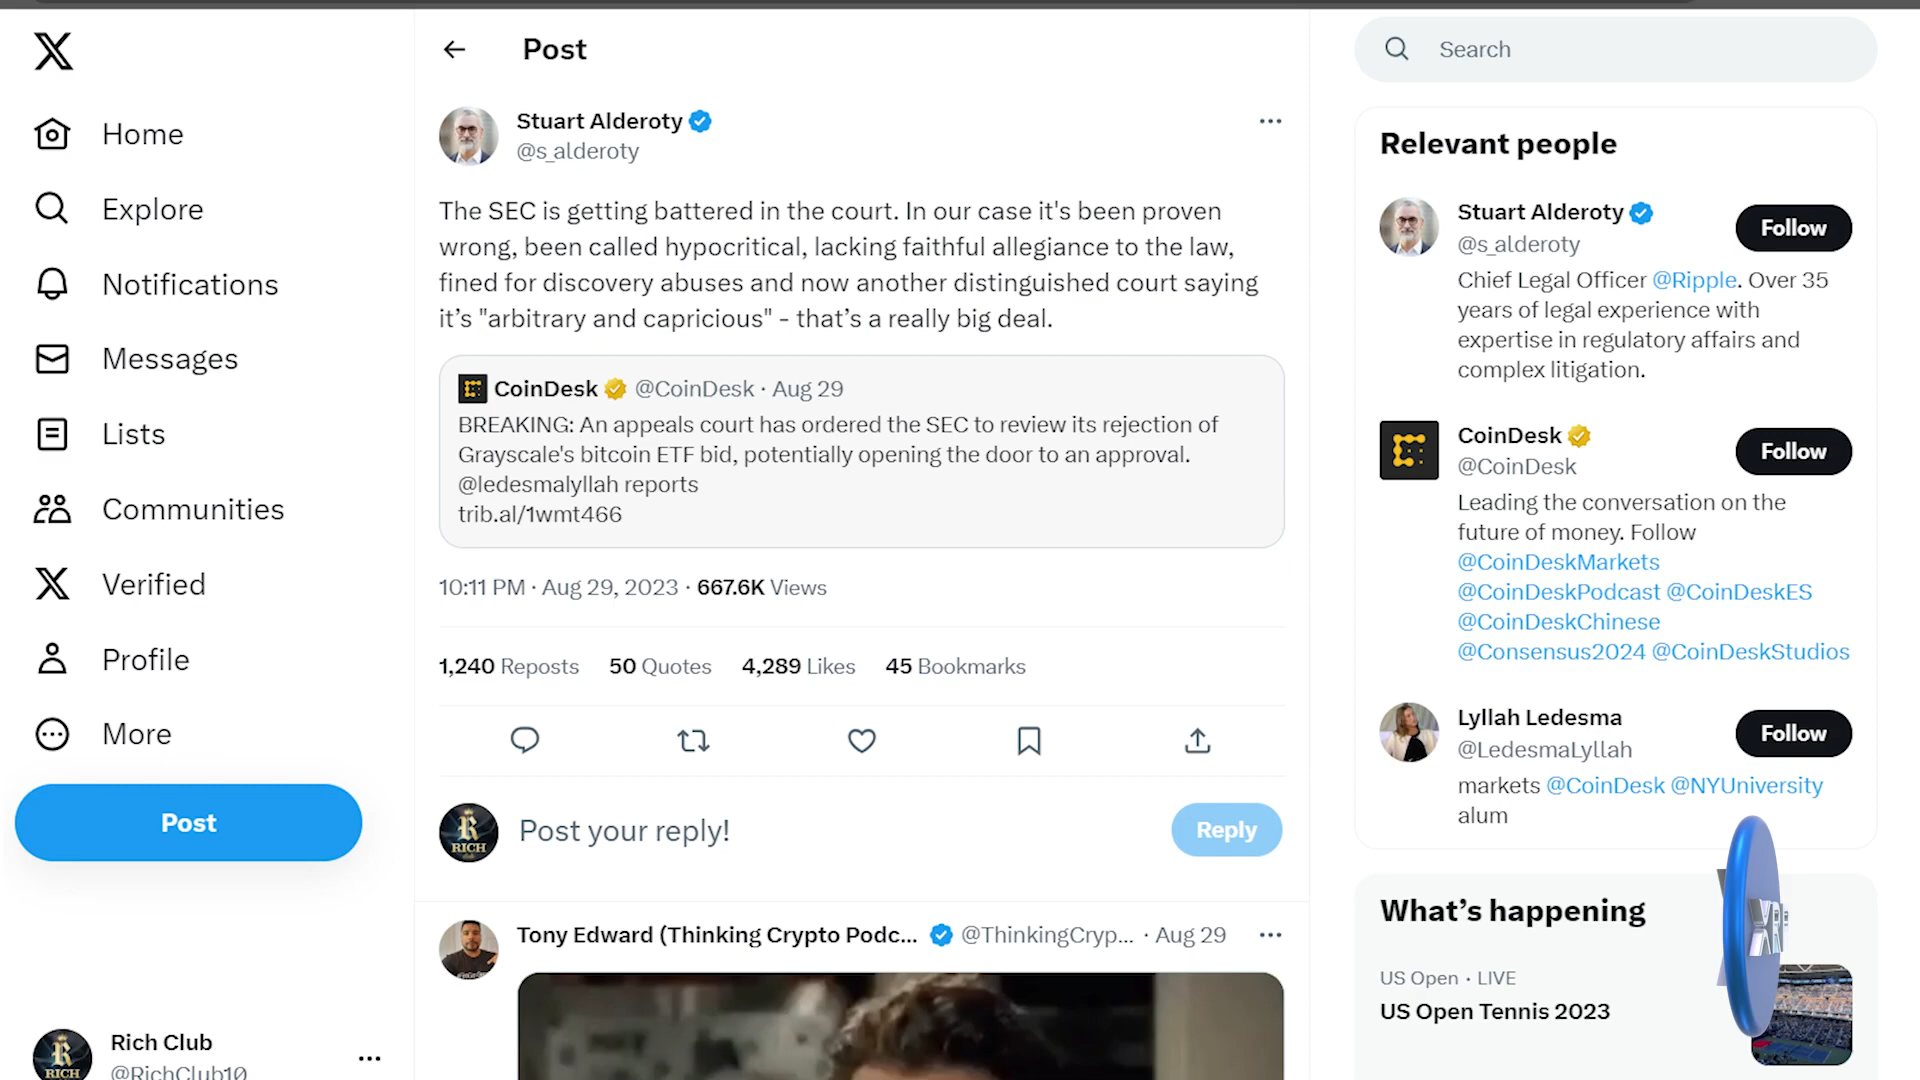 Home
Explore
Notifications
Messages
Lists
Communities
Verified
Profile
More
Post
Rich Club
@RichClub10
Post
Stuart Alderoty
@s_alderoty
The SEC is getting battered in the court. In our case it's been proven
wrong, been called hypocritical, lacking faithful allegiance to the law,
fined for discovery abuses and now another distinguished court saying
it’s "arbitrary and capricious" - that’s a really big deal.
CoinDesk @CoinDesk · Aug 29
BREAKING: An appeals court has ordered the SEC to review its rejection of
Grayscale's bitcoin ETF bid, potentially opening the door to an approval.
@ledesmalyllah reports
trib.al/1wmt466
10:11 PM · Aug 29, 2023 · 667.6K Views
1,240 Reposts 50 Quotes 4,289 Likes 45 Bookmarks
RICH
Post your reply!
Reply
Tony Edward (Thinking Crypto Podc... @ThinkingCryp... · Aug 29
Search
Relevant people
Stuart Alderoty
@s_alderoty
Follow
Chief Legal Officer @Ripple. Over 35
years of legal experience with
expertise in regulatory affairs and
complex litigation.
CoinDesk
@CoinDesk
Follow
Leading the conversation on the
future of money. Follow
@CoinDeskMarkets
@CoinDeskPodcast @CoinDeskES
@CoinDeskChinese
@Consensus2024 @CoinDeskStudios
Lyllah Ledesma
@LedesmaLyllah
Follow
markets @CoinDesk @NYUniversity
alum
What’s happening
US Open · LIVE
US Open Tennis 2023
RICH